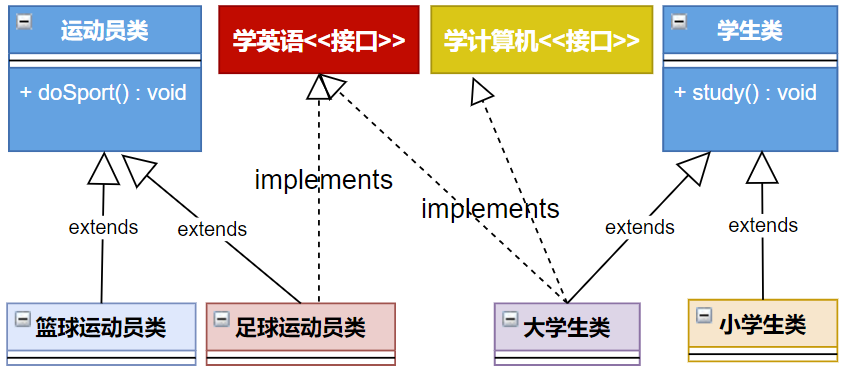 运动员类
学英语<<接口>>
学计算机<<接口>>
学生类
+ doSport() : void
+ study() : void
implements
implements
extends
extends
extends
extends
篮球运动员类
足球运动员类
大学生类
小学生类